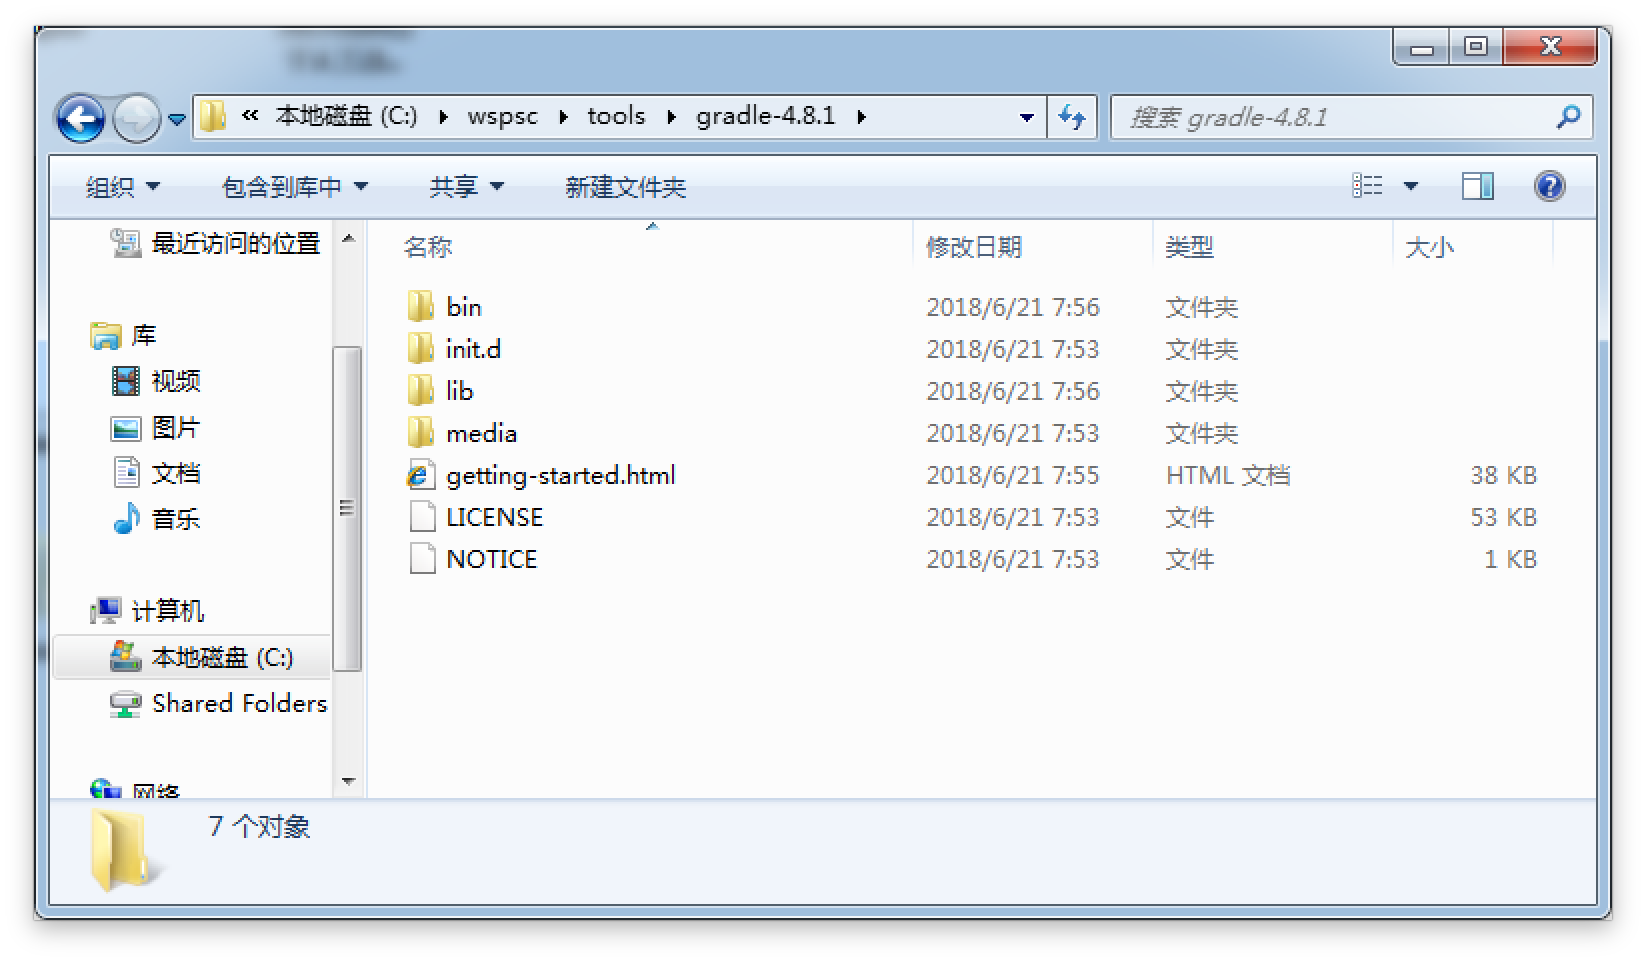 « 本地磁盘 (C:) wspsc tools gradle-4.8.1 搜索 gradle-4.8.1
组织 包含到库中 共享 新建文件夹
最近访问的位置
库
视频
图片
文档
音乐
计算机
本地磁盘 (C:)
Shared Folders
网络
名称 修改日期 类型 大小
bin 2018/6/21 7:56 文件夹
init.d 2018/6/21 7:53 文件夹
lib 2018/6/21 7:56 文件夹
media 2018/6/21 7:53 文件夹
getting-started.html 2018/6/21 7:55 HTML 文档 38 KB
LICENSE 2018/6/21 7:53 文件 53 KB
NOTICE 2018/6/21 7:53 文件 1 KB
7 个对象